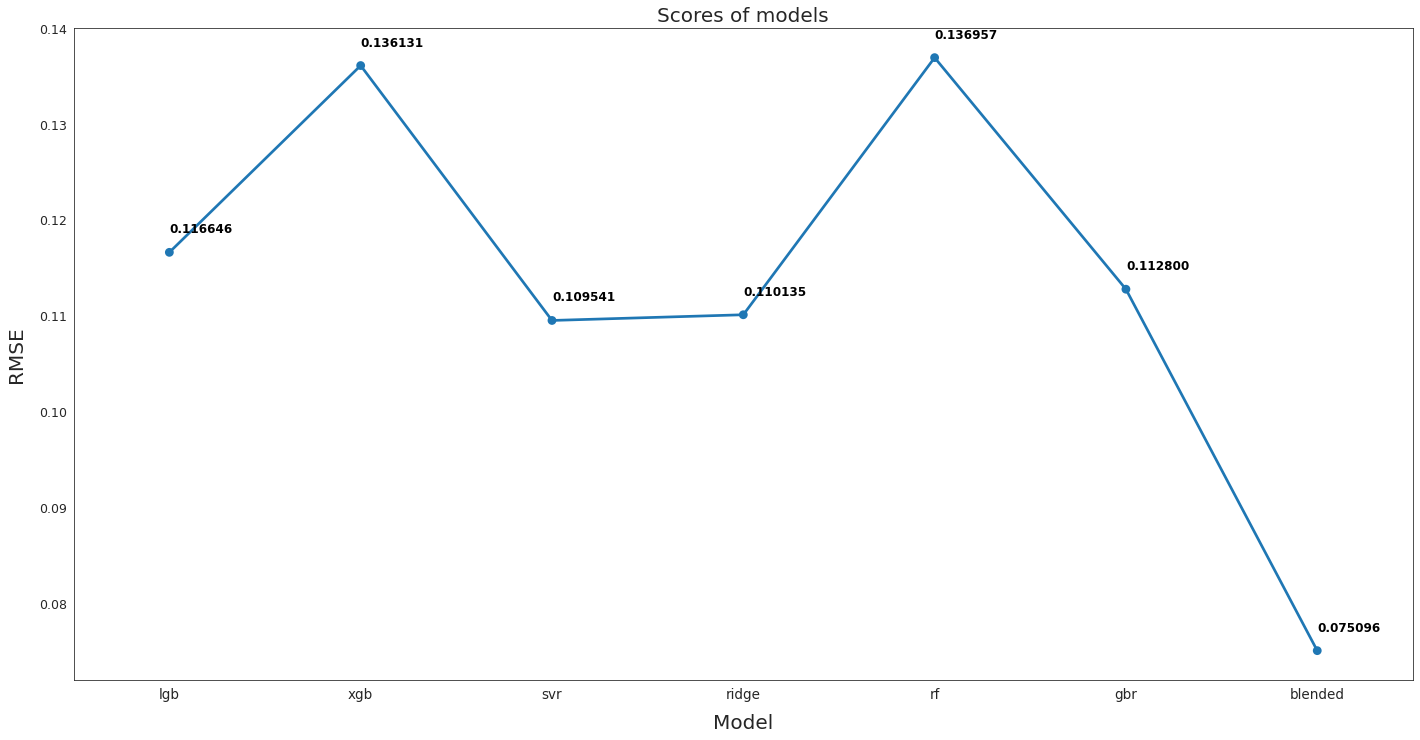 Scores of models
0.14
0.13
0.12
0.11
0.10
0.09
0.08
RMSE
0.116646
0.136131
0.109541
0.110135
0.136957
0.112800
0.075096
lgb
xgb
svr
ridge
rf
gbr
blended
Model